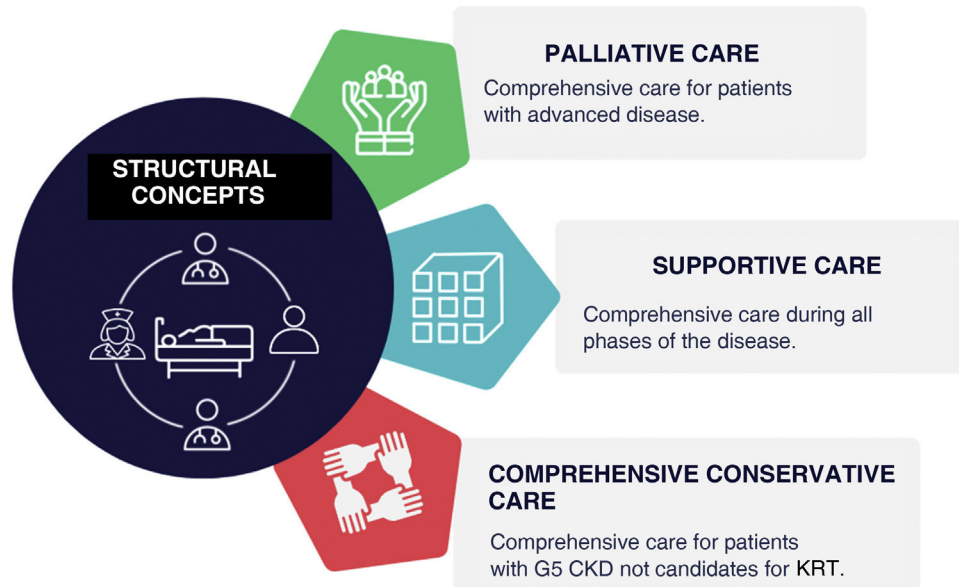 STRUCTURAL
CONCEPTS
PALLIATIVE CARE
Comprehensive care for patients
with advanced disease.
SUPPORTIVE CARE
Comprehensive care during all
phases of the disease.
COMPREHENSIVE CONSERVATIVE
CARE
Comprehensive care for patients
with G5 CKD not candidates for KRT.